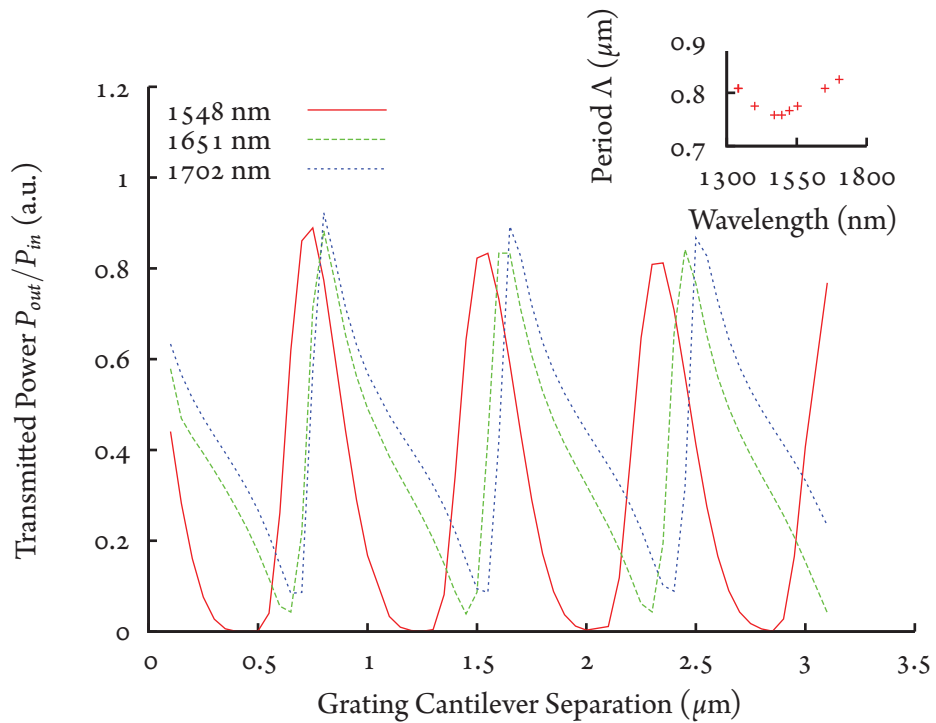 Period Λ (μm)
0.9
0.8
0.7
1300 1550 1800
Wavelength (nm)
Transmitted Power P_out/P_in (a.u.)
1.2
1
0.8
0.6
0.4
0.2
0
1548 nm
1651 nm
1702 nm
0 0.5 1 1.5 2 2.5 3 3.5
Grating Cantilever Separation (μm)